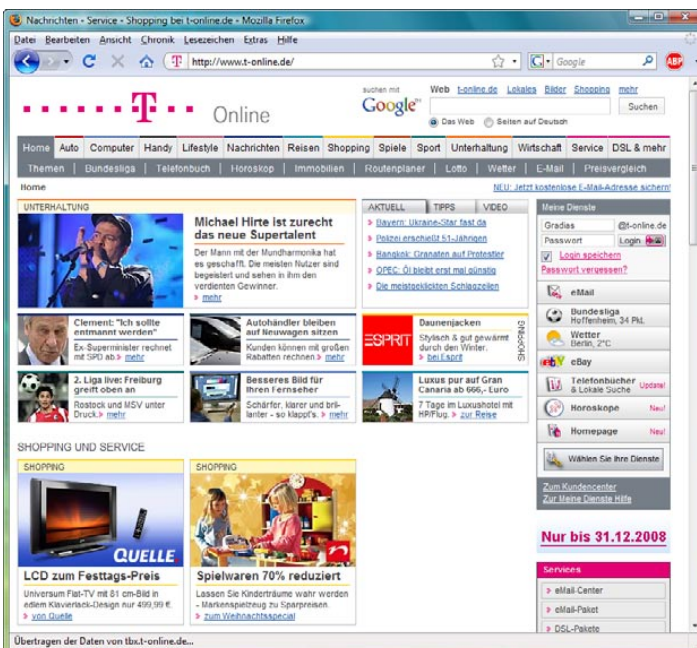 Nachrichten - Service - Shopping bei t-online.de - Mozilla Firefox
Datei Bearbeiten Ansicht Chronik Lesezeichen Extras Hilfe
http://www.t-online.de/
Google
ABP
T Online
suchen mit Google
Web t-online.de Lokales Bilder Shopping mehr
Suchen
Das Web Seiten auf Deutsch
Home Auto Computer Handy Lifestyle Nachrichten Reisen Shopping Spiele Sport Unterhaltung Wirtschaft Service DSL & mehr
Themen | Bundesliga | Telefonbuch | Horoskop | Immobilien | Routenplaner | Lotto | Wetter | E-Mail | Preisvergleich
Home
NEU: Jetzt kostenlose E-Mail-Adresse sichern!
UNTERHALTUNG
Michael Hirte ist zurecht
das neue Supertalent
Der Mann mit der Mundharmonika hat
es geschafft. Die meisten Nutzer sind
begeistert und sehen in ihm den
verdienten Gewinner.
mehr
AKTUELL TIPPS VIDEO
Bayern: Ukraine-Star fast da
Polizei erschießt 51-Jährigen
Bangkok: Granaten auf Protestler
OPEC: Öl bleibt erst mal günstig
Die meistgeklickten Schlagzeilen
Clement: "Ich sollte
entmannt werden"
Ex-Superminister rechnet
mit SPD ab. mehr
Autohändler bleiben
auf Neuwagen sitzen
Kunden können mit großen
Rabatten rechnen. mehr
ESPRIT
Daunenjacken
Stylisch & gut gewärmt
durch den Winter.
bei Esprit
SHOPPING
2. Liga live: Freiburg
greift oben an
Rostock und MSV unter
Druck. mehr
Besseres Bild für
Ihren Fernseher
Schärfer, klarer und bril-
lanter - so klappt's. mehr
Luxus pur auf Gran
Canaria ab 666,- Euro
7 Tage im Luxushotel mit
HP/Flug. zur Reise
SHOPPING UND SERVICE
SHOPPING
QUELLE
LCD zum Festtags-Preis
Universum Flat-TV mit 81 cm-Bild in
edlem Klavierlack-Design nur 499,99 €.
von Quelle
SHOPPING
Spielwaren 70% reduziert
Lassen Sie Kinderträume wahr werden
- Markenspielzeug zu Sparpreisen.
zum Weihnachtsspecial
Meine Dienste
Gradias @t-online.de
Passwort Login
Login speichern
Passwort vergessen?
eMail
Bundesliga
Hoffenheim, 34 Pkt.
Wetter
Berlin, 2°C
ebY eBay
Telefonbücher
& Lokale Suche Update!
Horoskope Neu!
Homepage Neu!
Wählen Sie Ihre Dienste
Zum Kundencenter
Zur Meine Dienste Hilfe
Nur bis 31.12.2008
Services
eMail-Center
eMail-Paket
DSL-Pakete
Übertragen der Daten von tbx.t-online.de...